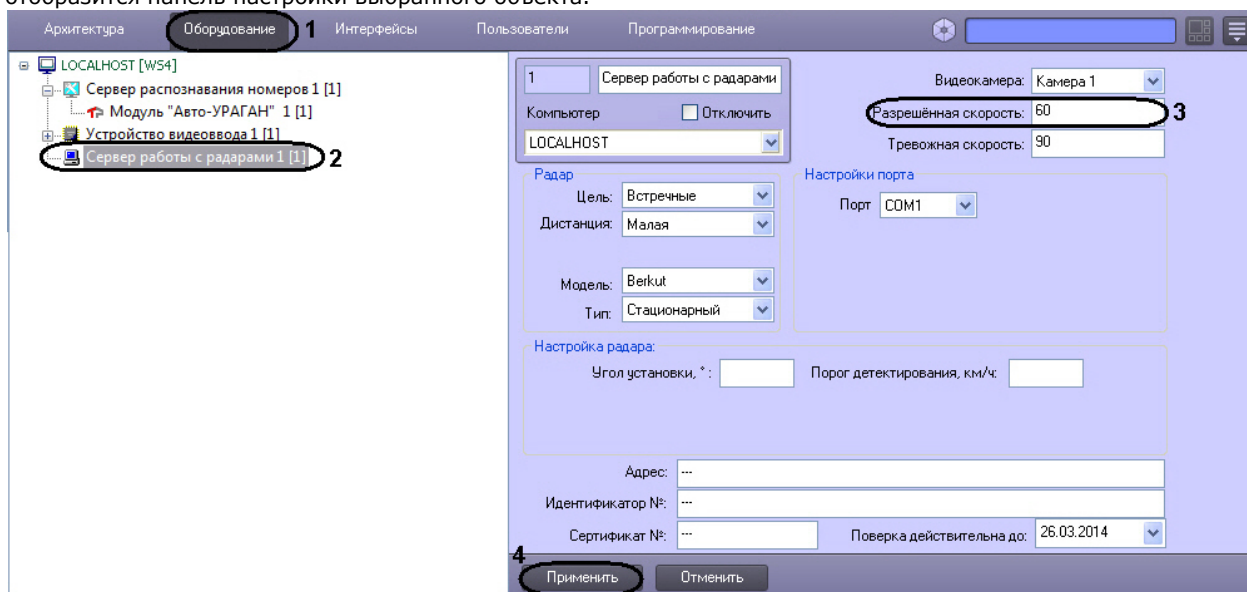 отобразится панель настройки выбранного объекта.
Архитектура Оборудование 1 Интерфейсы Пользователи Программирование
LOCALHOST [WS4]
Сервер распознавания номеров 1 [1]
Модуль "Авто-УРАГАН" 1 [1]
Устройство видеоввода 1 [1]
Сервер работы с радарами 1 [1] 2
1 Сервер работы с радарами
Компьютер Отключить
LOCALHOST
Видеокамера: Камера 1
Разрешённая скорость: 60 3
Тревожная скорость: 90
Радар
Цель: Встречные
Дистанция: Малая
Модель: Berkut
Тип: Стационарный
Настройки порта
Порт COM1
Настройка радара:
Угол установки, °: Порог детектирования, км/ч:
Адрес: ---
Идентификатор №: ---
Сертификат №: --- Поверка действительна до: 26.03.2014
4
Применить Отменить